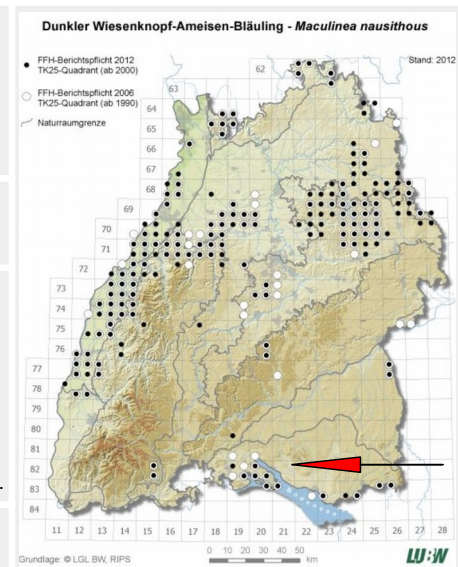 Dunkler Wiesenknopf-Ameisen-Bläuling - Maculinea nausithous
FFH-Berichtspflicht 2012
TK25-Quadrant (ab 2000)
FFH-Berichtspflicht 2006
TK25-Quadrant (ab 1990)
Naturraumgrenze
Stand: 2012
62
63
64
65
66
67
68
69
70
71
72
73
74
75
76
77
78
79
80
81
82
83
84
11 12 13 14 15 16 17 18 19 20 21 22 23 24 25 26 27 28
Grundlage: © LGL BW, RIPS
0 10 20 30 40 50
km
LUBW